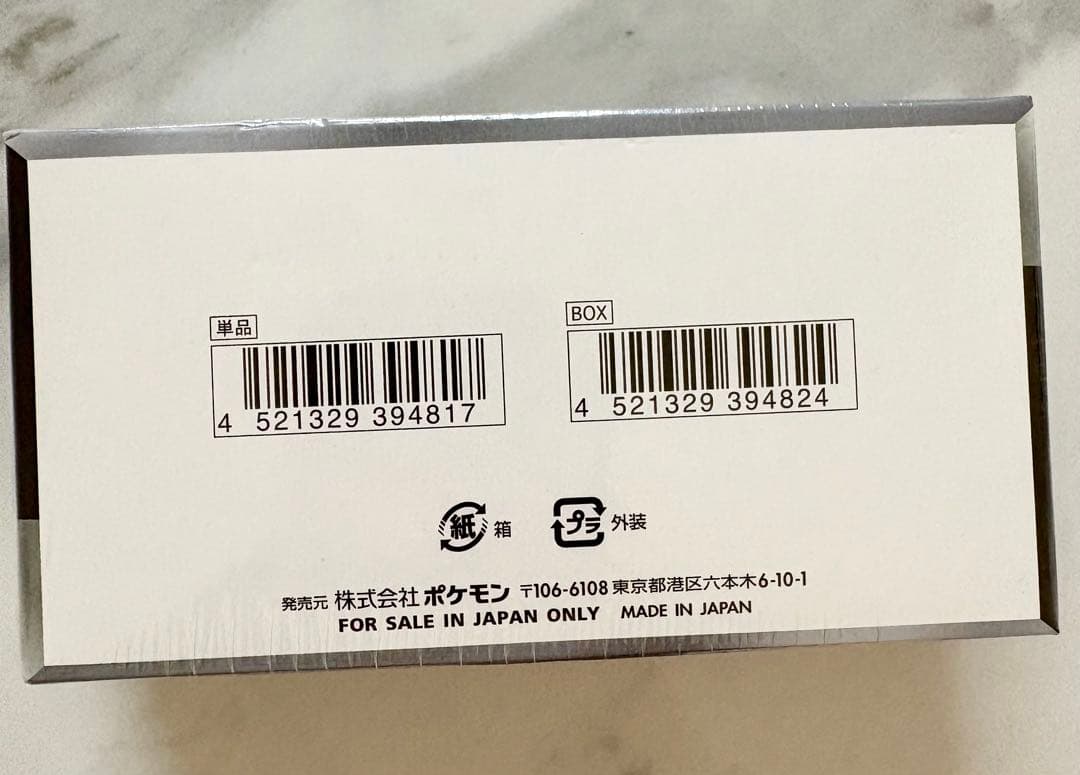 単品
4 521329 394817
BOX
4 521329 394824
紙 箱
プラ 外装
発売元 株式会社ポケモン 〒106-6108 東京都港区六本木6-10-1
FOR SALE IN JAPAN ONLY MADE IN JAPAN